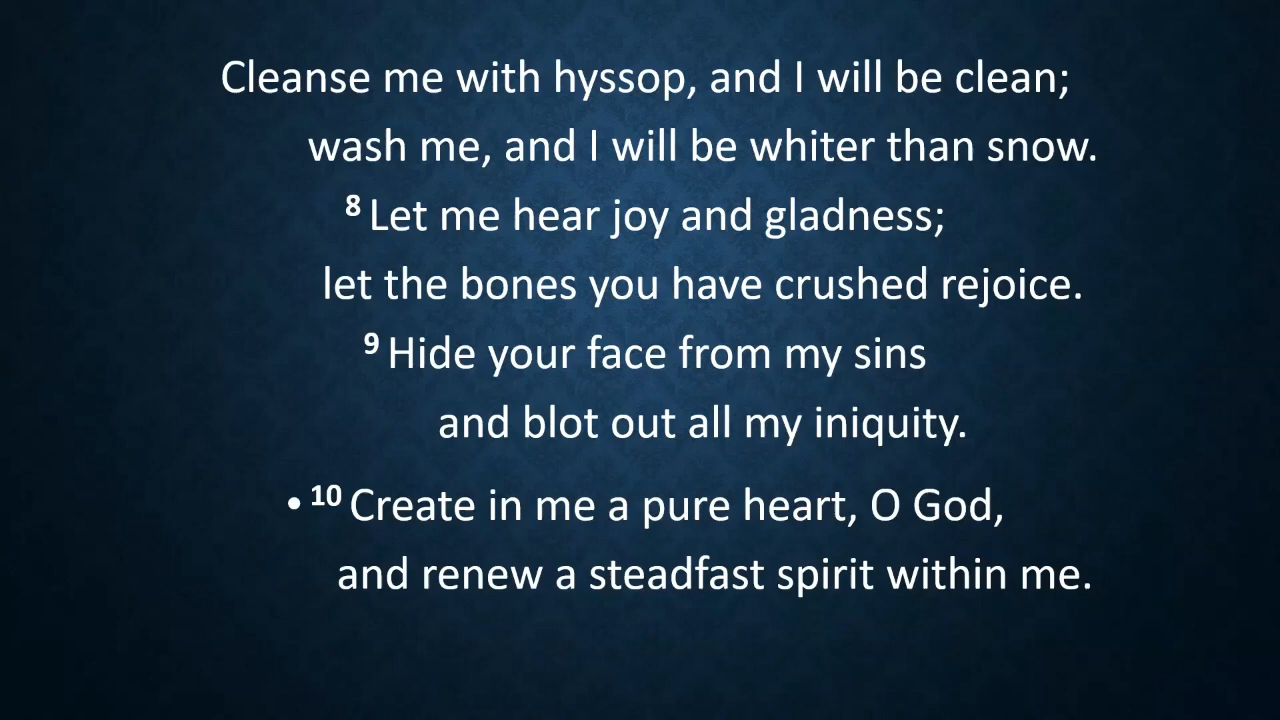 Cleanse me with hyssop, and I will be clean;
wash me, and I will be whiter than snow.
8 Let me hear joy and gladness;
let the bones you have crushed rejoice.
9 Hide your face from my sins
and blot out all my iniquity.
• 10 Create in me a pure heart, O God,
and renew a steadfast spirit within me.